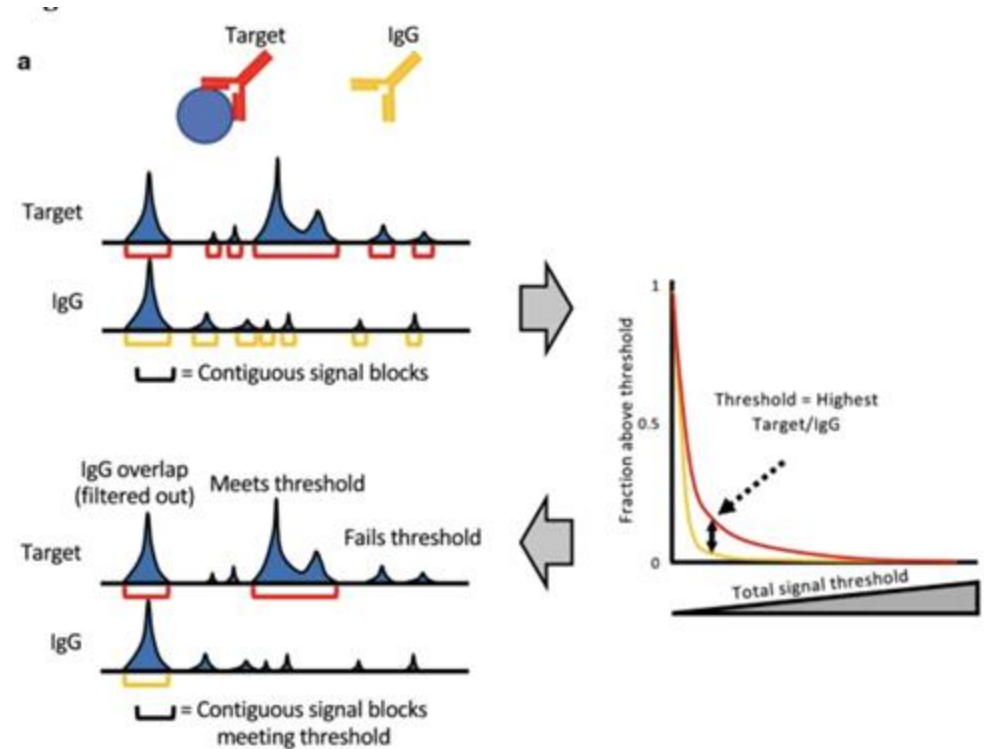 a
Target
IgG
Target
IgG
= Contiguous signal blocks
1
0.5
0
Fraction above threshold
Threshold = Highest
Target/IgG
Total signal threshold
IgG overlap
(filtered out)
Meets threshold
Fails threshold
Target
IgG
= Contiguous signal blocks
meeting threshold